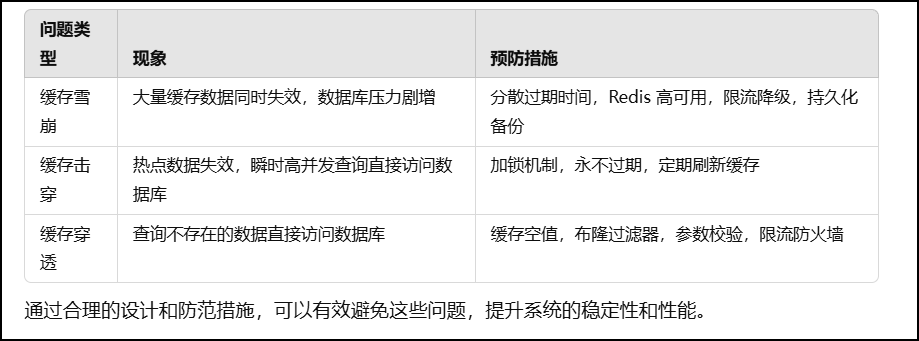 问题类
型
现象
预防措施
缓存雪
崩
大量缓存数据同时失效，数据库压力剧增
分散过期时间，Redis 高可用，限流降级，持久化
备份
缓存击
穿
热点数据失效，瞬时高并发查询直接访问数
据库
加锁机制，永不过期，定期刷新缓存
缓存穿
透
查询不存在的数据直接访问数据库
缓存空值，布隆过滤器，参数校验，限流防火墙
通过合理的设计和防范措施，可以有效避免这些问题，提升系统的稳定性和性能。